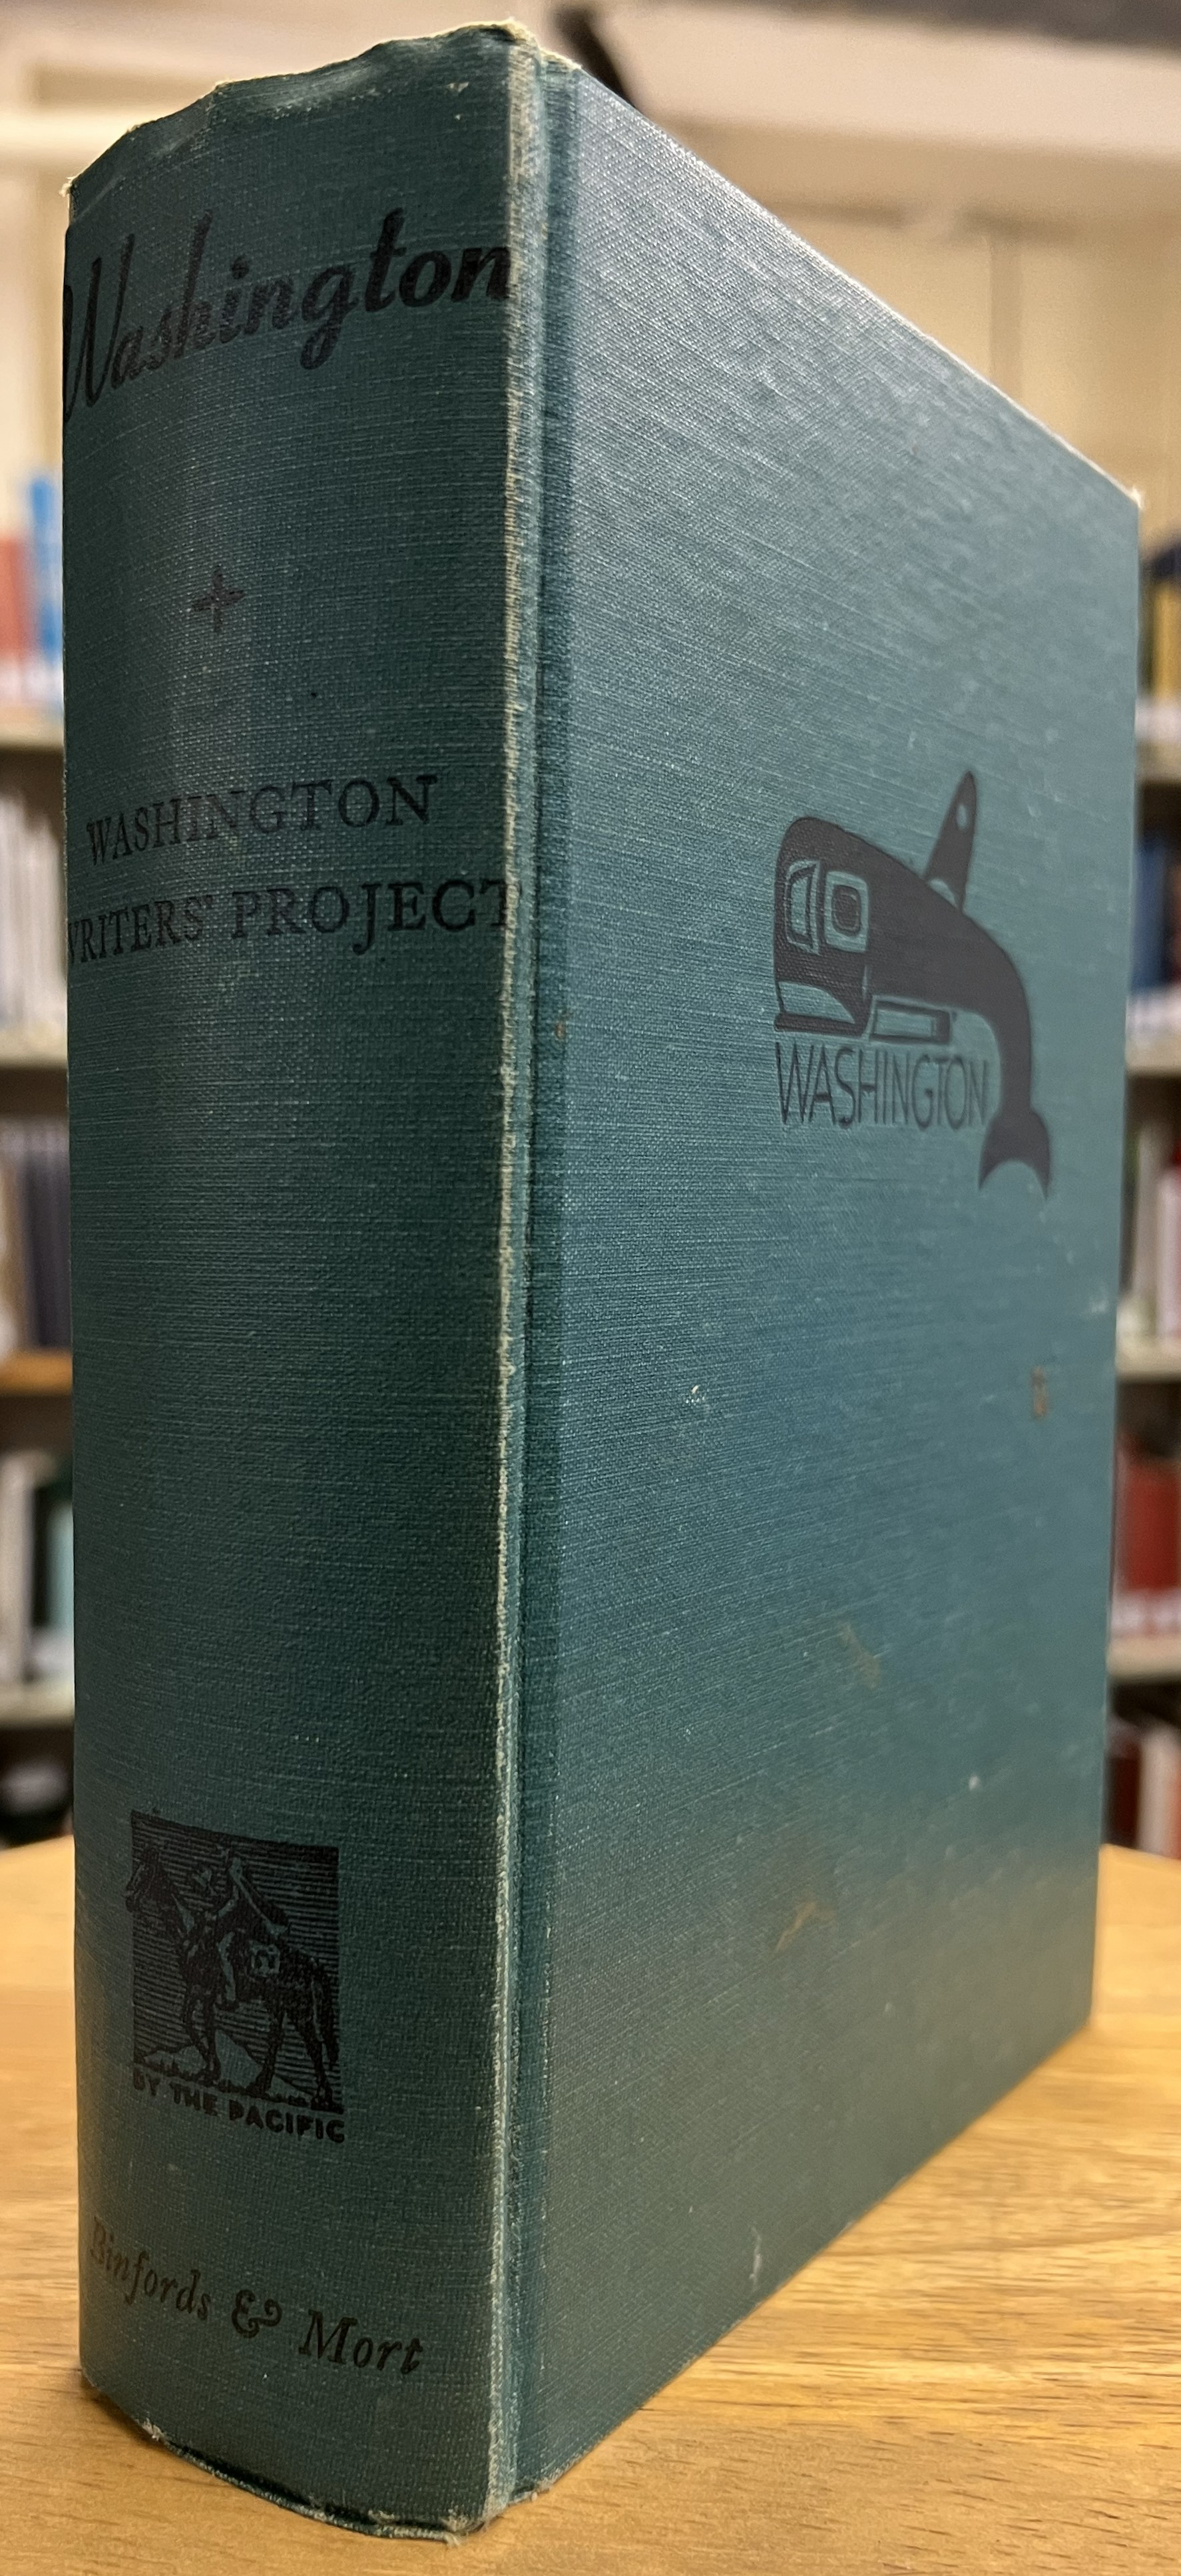 Washington
WASHINGTON
WRITERS' PROJECT
BY THE PACIFIC
Binfords & Mort
WASHINGTON